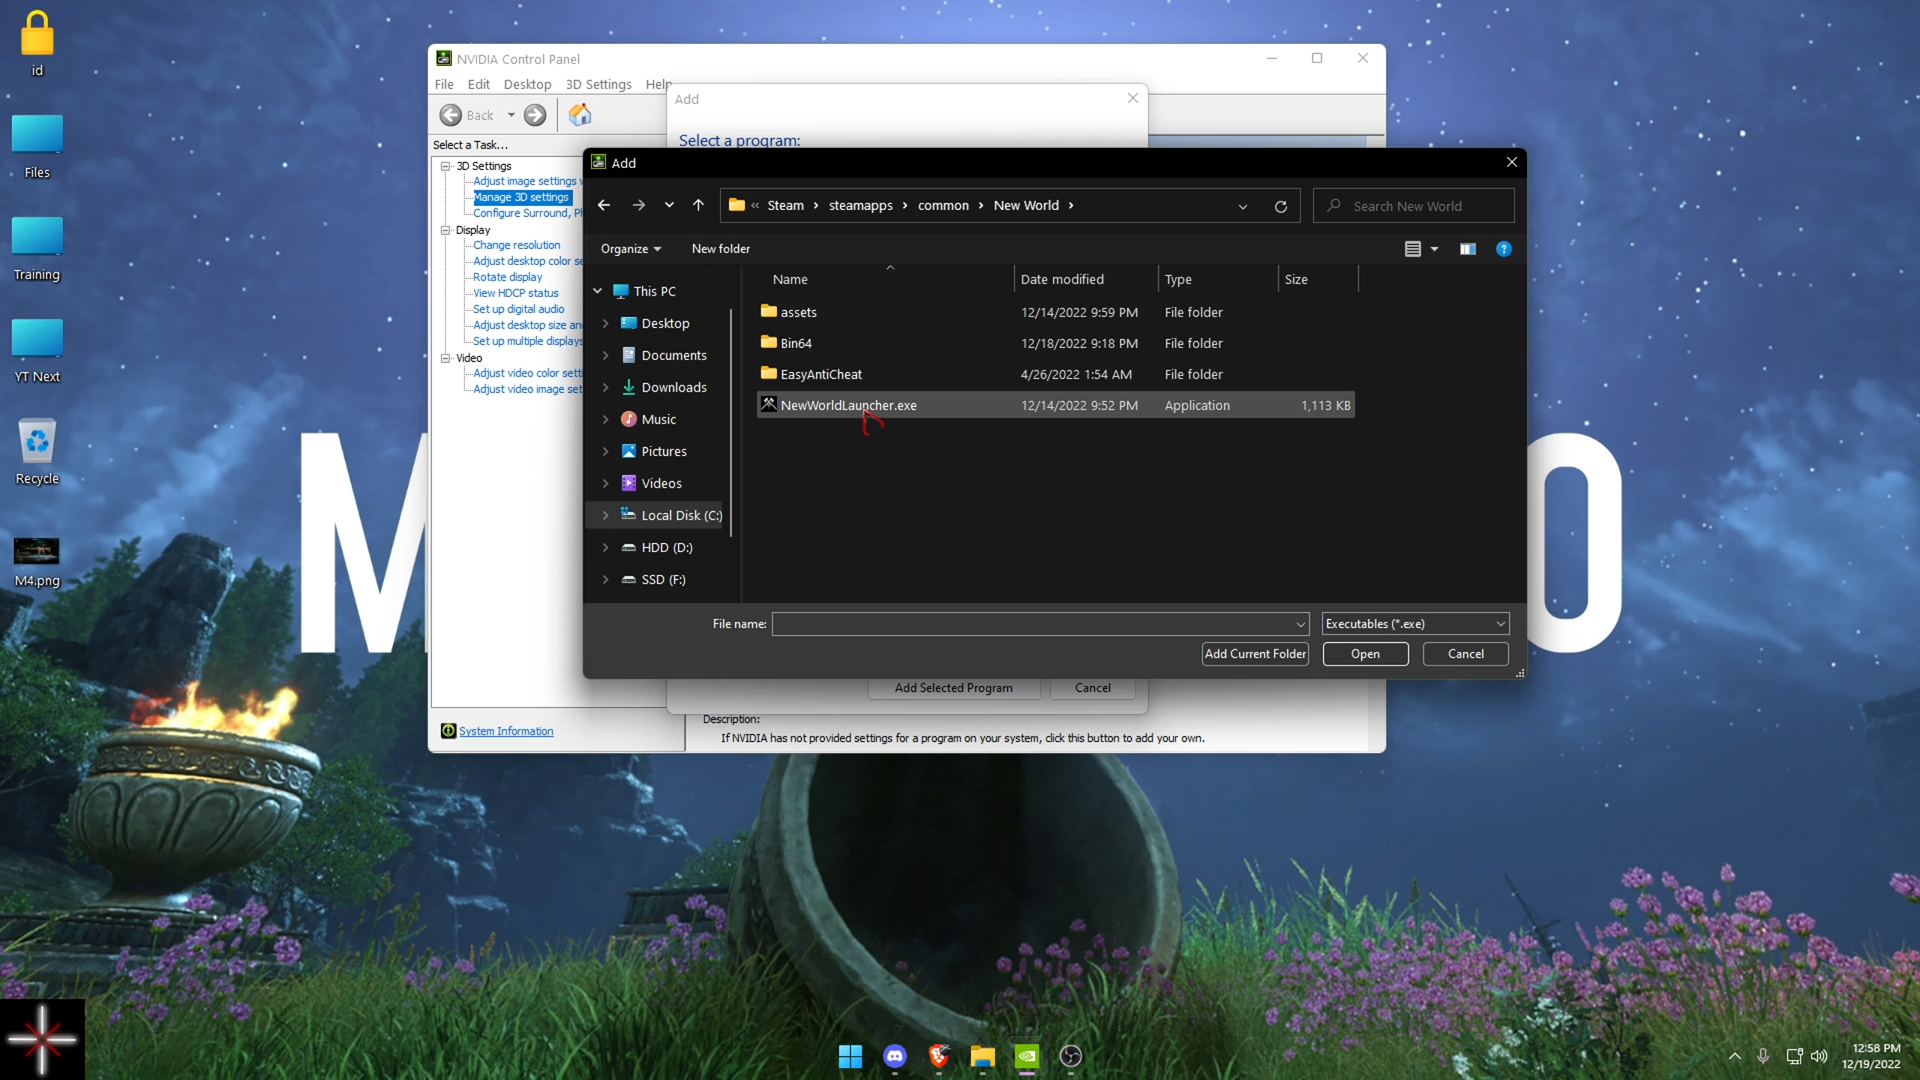 id
Files
Training
YT Next
Recycle
M4.png
NVIDIA Control Panel
File Edit Desktop 3D Settings Help
Back
Select a Task...
3D Settings
Adjust image settings
Manage 3D settings
Configure Surround,
Display
Change resolution
Adjust desktop color
Rotate display
View HDCP status
Set up digital audio
Adjust desktop size
Set up multiple displays
Video
Adjust video color
Adjust video image
System Information
Add
Select a program:
Add
« Steam › steamapps › common › New World ›
Search New World
Organize New folder
Name Date modified Type Size
This PC
Desktop
Documents
Downloads
Music
Pictures
Videos
Local Disk (C:)
HDD (D:)
SSD (F:)
assets 12/14/2022 9:59 PM File folder
Bin64 12/18/2022 9:18 PM File folder
EasyAntiCheat 4/26/2022 1:54 AM File folder
NewWorldLauncher.exe 12/14/2022 9:52 PM Application 1,113 KB
File name: Executables (*.exe)
Add Current Folder Open Cancel
Add Selected Program Cancel
Description:
If NVIDIA has not provided settings for a program on your system, click this button to add your own.
M O
12:58 PM
12/19/2022